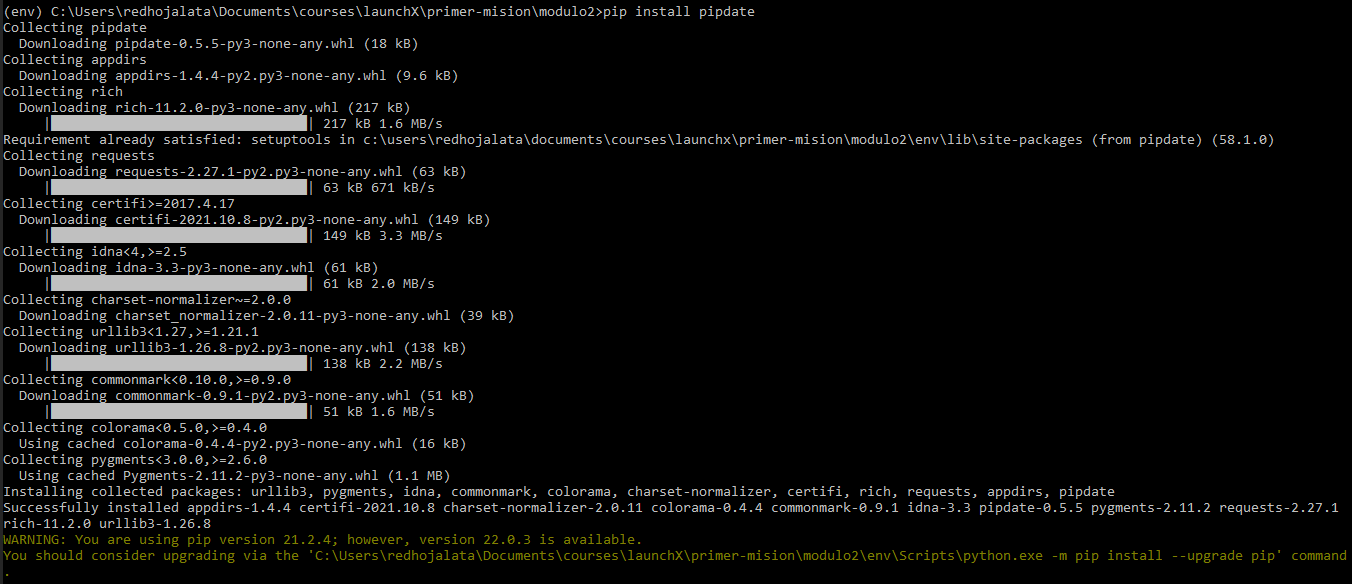 (env) C:\Users\redhojalata\Documents\courses\launchX\primer-mision\modulo2>pip install pipdate
Collecting pipdate
  Downloading pipdate-0.5.5-py3-none-any.whl (18 kB)
Collecting appdirs
  Downloading appdirs-1.4.4-py2.py3-none-any.whl (9.6 kB)
Collecting rich
  Downloading rich-11.2.0-py3-none-any.whl (217 kB)
     |████████████████████████████████| 217 kB 1.6 MB/s
Requirement already satisfied: setuptools in c:\users\redhojalata\documents\courses\launchx\primer-mision\modulo2\env\lib\site-packages (from pipdate) (58.1.0)
Collecting requests
  Downloading requests-2.27.1-py2.py3-none-any.whl (63 kB)
     |████████████████████████████████| 63 kB 671 kB/s
Collecting certifi>=2017.4.17
  Downloading certifi-2021.10.8-py2.py3-none-any.whl (149 kB)
     |████████████████████████████████| 149 kB 3.3 MB/s
Collecting idna<4,>=2.5
  Downloading idna-3.3-py3-none-any.whl (61 kB)
     |████████████████████████████████| 61 kB 2.0 MB/s
Collecting charset-normalizer~=2.0.0
  Downloading charset_normalizer-2.0.11-py3-none-any.whl (39 kB)
Collecting urllib3<1.27,>=1.21.1
  Downloading urllib3-1.26.8-py2.py3-none-any.whl (138 kB)
     |████████████████████████████████| 138 kB 2.2 MB/s
Collecting commonmark<0.10.0,>=0.9.0
  Downloading commonmark-0.9.1-py2.py3-none-any.whl (51 kB)
     |████████████████████████████████| 51 kB 1.6 MB/s
Collecting colorama<0.5.0,>=0.4.0
  Using cached colorama-0.4.4-py2.py3-none-any.whl (16 kB)
Collecting pygments<3.0.0,>=2.6.0
  Using cached Pygments-2.11.2-py3-none-any.whl (1.1 MB)
Installing collected packages: urllib3, pygments, idna, commonmark, colorama, charset-normalizer, certifi, rich, requests, appdirs, pipdate
Successfully installed appdirs-1.4.4 certifi-2021.10.8 charset-normalizer-2.0.11 colorama-0.4.4 commonmark-0.9.1 idna-3.3 pipdate-0.5.5 pygments-2.11.2 requests-2.27.1
rich-11.2.0 urllib3-1.26.8
WARNING: You are using pip version 21.2.4; however, version 22.0.3 is available.
You should consider upgrading via the 'C:\Users\redhojalata\Documents\courses\launchX\primer-mision\modulo2\env\Scripts\python.exe -m pip install --upgrade pip' command
.